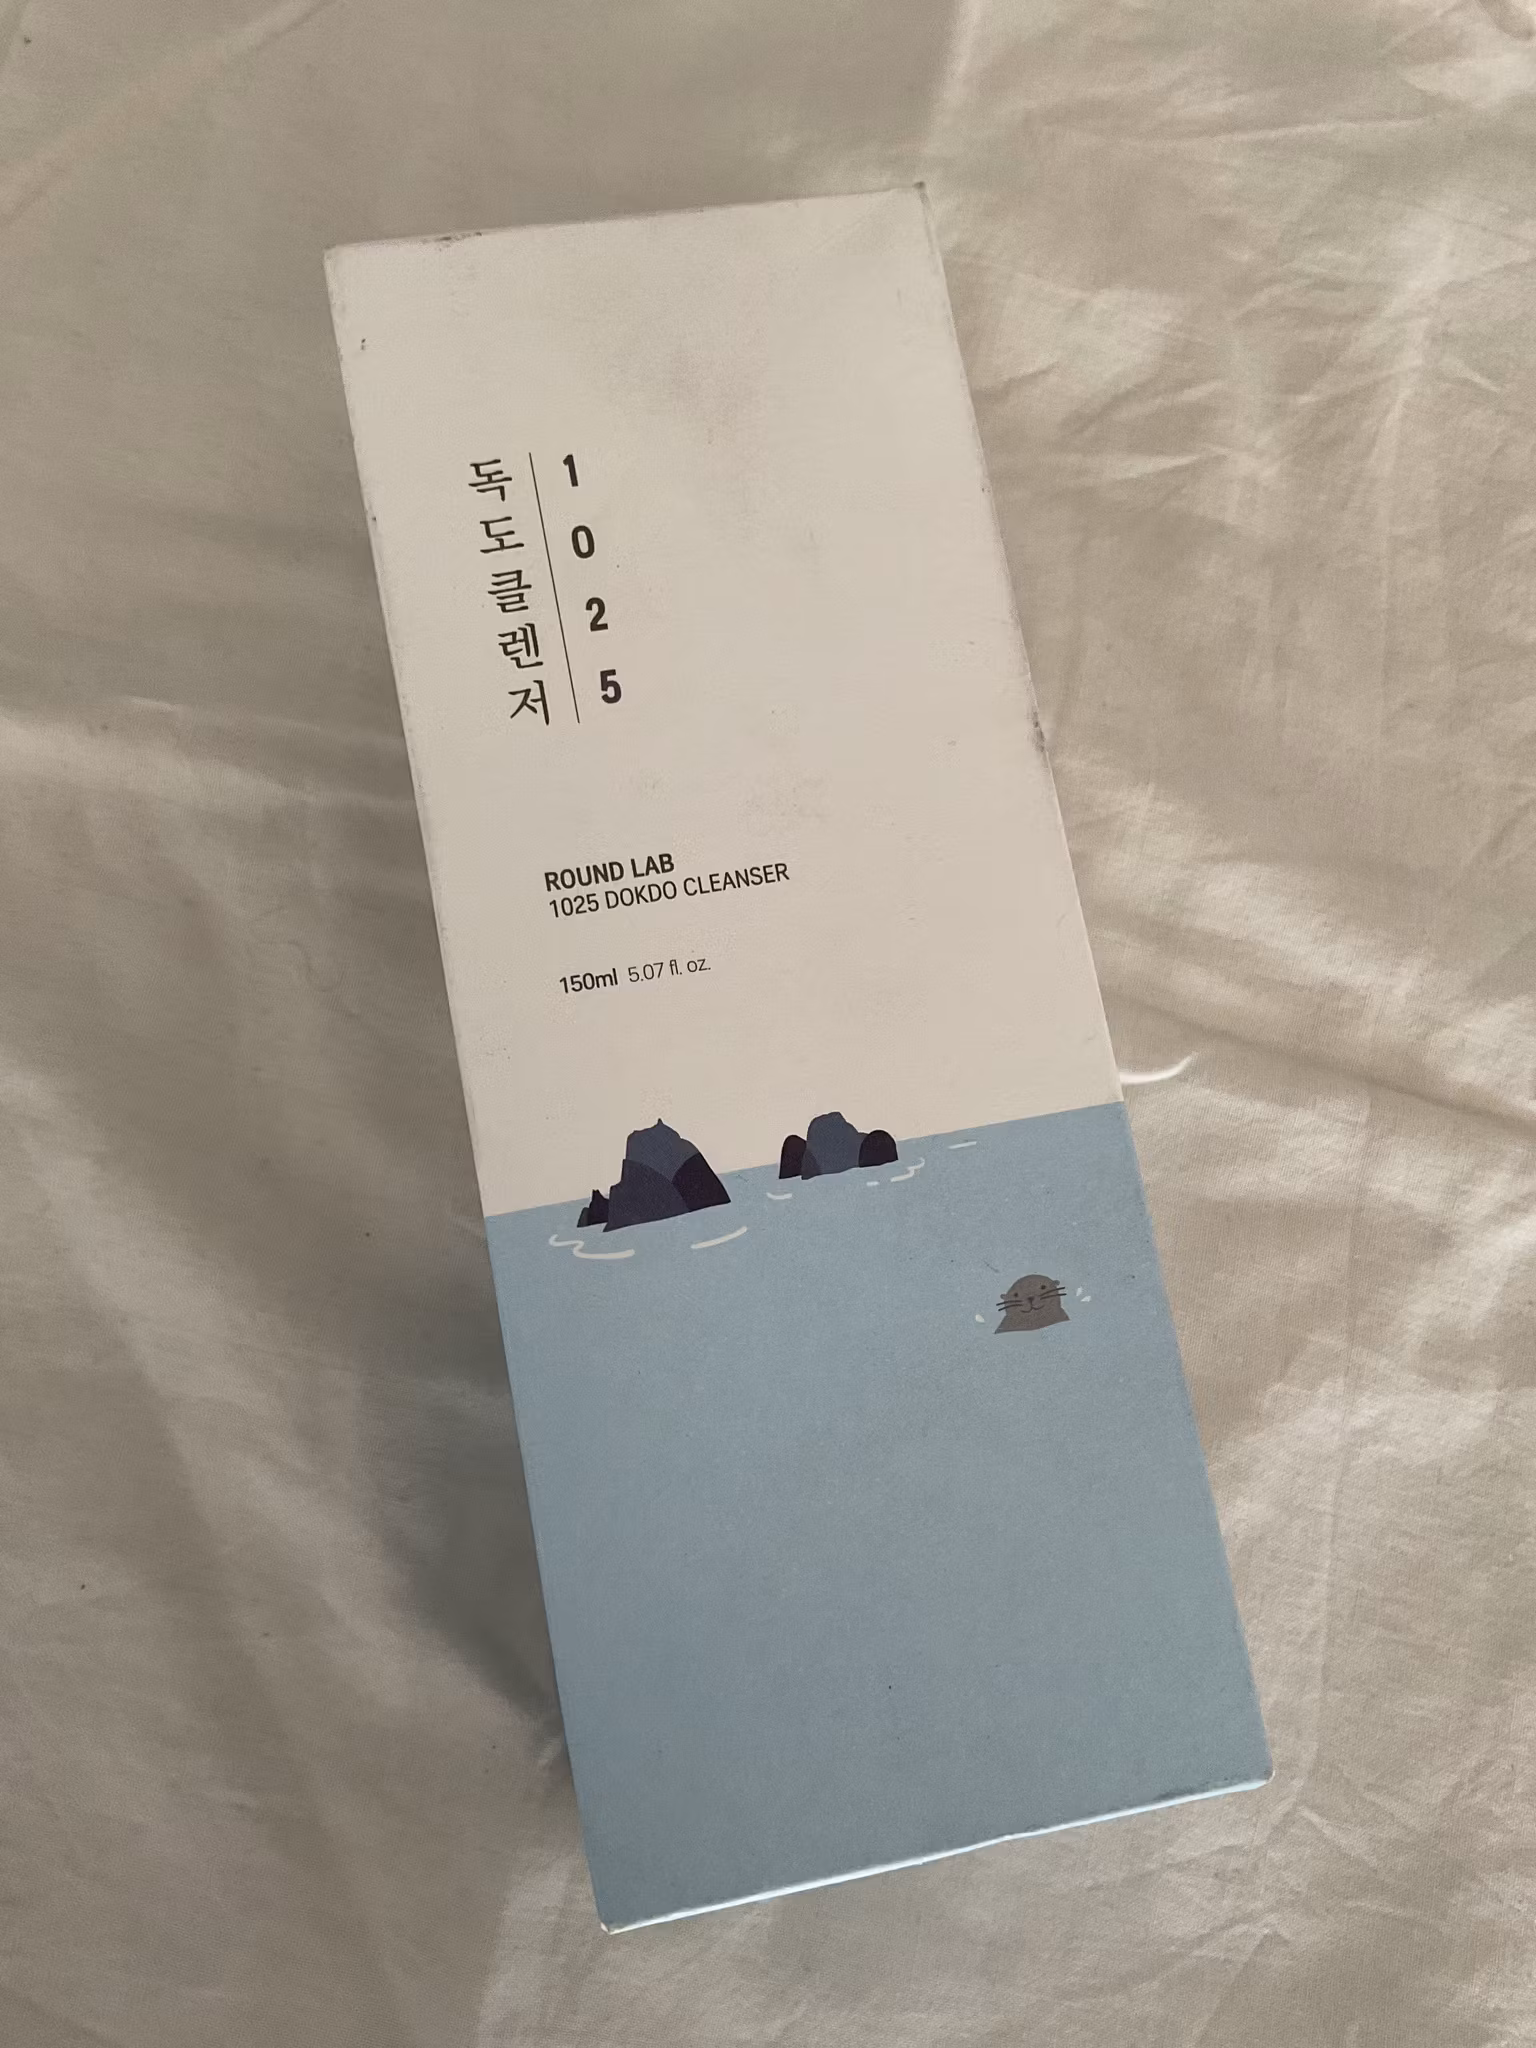 독도클렌저
1025
ROUND LAB
1025 DOKDO CLEANSER
150ml 5.07 fl. oz.